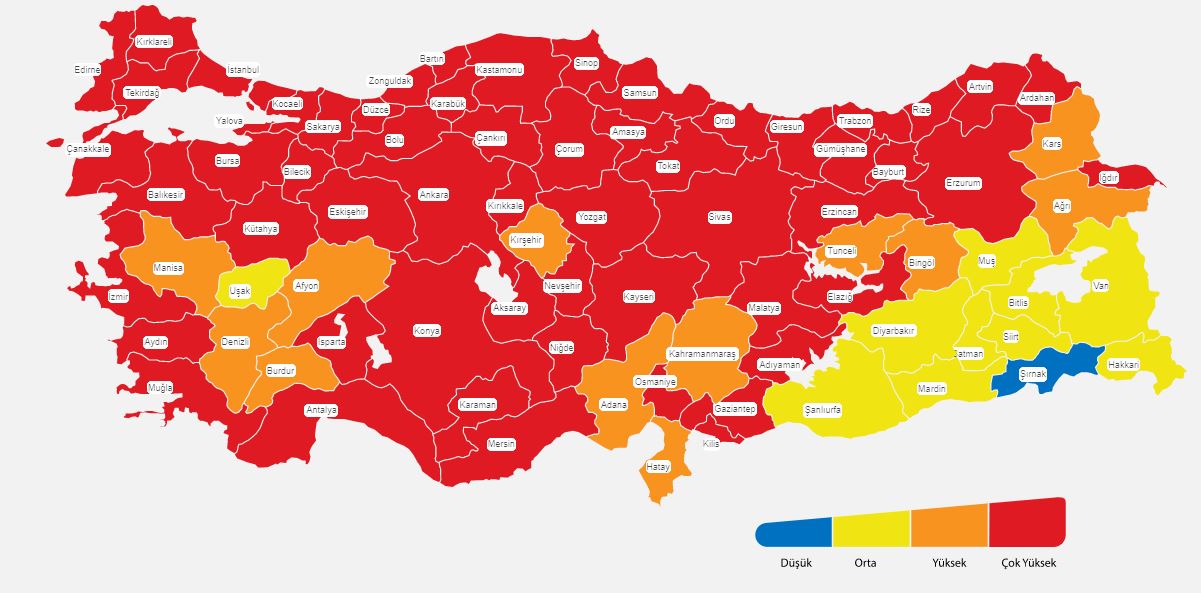 Kırklareli
Edirne
İstanbul
Tekirdağ
Kocaeli
Yalova
Sakarya
Düzce
Zonguldak
Bartın
Karabük
Kastamonu
Sinop
Samsun
Bolu
Çankırı
Çorum
Amasya
Tokat
Ordu
Giresun
Trabzon
Gümüşhane
Rize
Bayburt
Artvin
Ardahan
Kars
Iğdır
Ağrı
Erzurum
Erzincan
Çanakkale
Balıkesir
Bursa
Bilecik
Kütahya
Eskişehir
Ankara
Kırıkkale
Kırşehir
Yozgat
Sivas
Manisa
Uşak
Afyon
İzmir
Aydın
Denizli
Isparta
Burdur
Muğla
Antalya
Konya
Aksaray
Nevşehir
Niğde
Kayseri
Karaman
Mersin
Adana
Osmaniye
Kahramanmaraş
Hatay
Kilis
Gaziantep
Adıyaman
Malatya
Elazığ
Tunceli
Bingöl
Muş
Bitlis
Van
Diyarbakır
Batman
Siirt
Şırnak
Hakkari
Mardin
Şanlıurfa
Düşük
Orta
Yüksek
Çok Yüksek